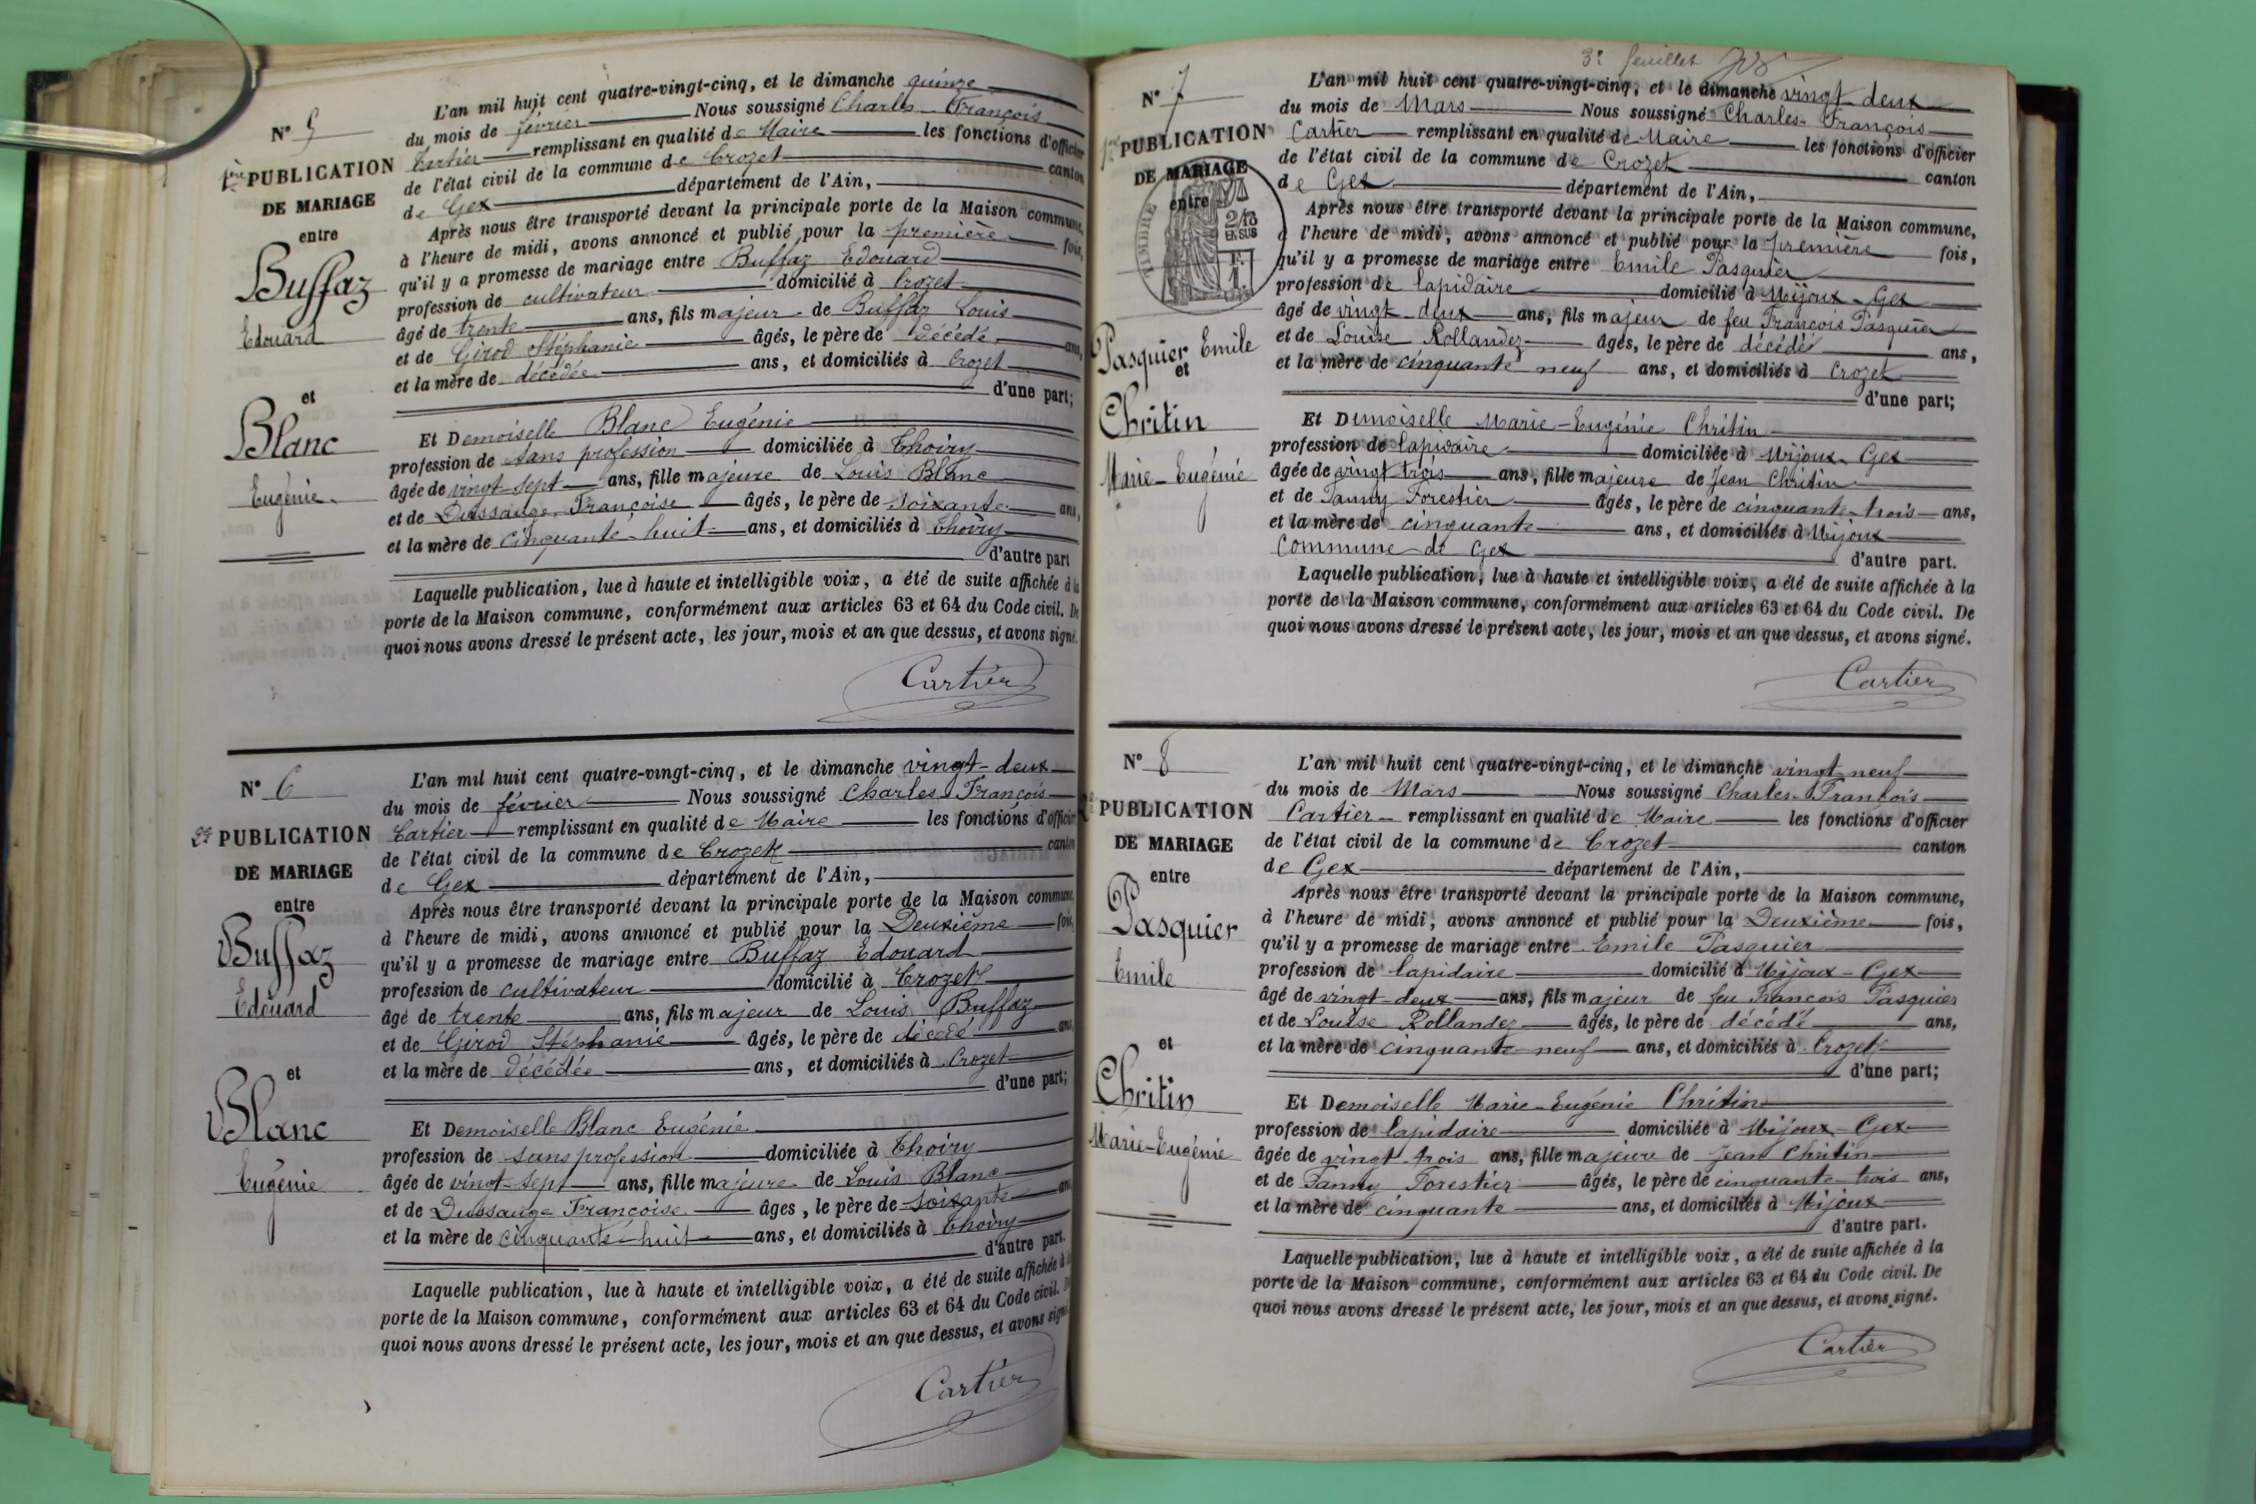 N° 5
1ère PUBLICATION
DE MARIAGE
entre
Buffaz
Edouard
et
Blanc
Eugénie
L'an mil huit cent quatre-vingt-cinq, et le dimanche quinze
du mois de février Nous soussigné Charles François
Cartier remplissant en qualité de Maire les fonctions d'officier
de l'état civil de la commune de Crozet canton
de Gex département de l'Ain,
Après nous être transporté devant la principale porte de la Maison commune,
à l'heure de midi, avons annoncé et publié pour la première fois,
qu'il y a promesse de mariage entre Buffaz Edouard
profession de cultivateur domicilié à Crozet
âgé de trente ans, fils majeur de Buffaz Louis
et de Girod Stéphanie âgés, le père de décédé ans,
et la mère de décédée ans, et domiciliés à Crozet
d'une part;
Et Demoiselle Blanc Eugénie
profession de sans profession domiciliée à Thoiry
âgée de vingt-sept ans, fille majeure de Louis Blanc
et de Dussauge Françoise âgés, le père de soixante ans,
et la mère de cinquante-huit ans, et domiciliés à Thoiry
d'autre part
Laquelle publication, lue à haute et intelligible voix, a été de suite affichée à la
porte de la Maison commune, conformément aux articles 63 et 64 du Code civil. De
quoi nous avons dressé le présent acte, les jour, mois et an que dessus, et avons signé.
Cartier
N° 6
2e PUBLICATION
DE MARIAGE
entre
Buffaz
Edouard
et
Blanc
Eugénie
L'an mil huit cent quatre-vingt-cinq, et le dimanche vingt-deux
du mois de février Nous soussigné Charles François
Cartier remplissant en qualité de Maire les fonctions d'officier
de l'état civil de la commune de Crozet canton
de Gex département de l'Ain,
Après nous être transporté devant la principale porte de la Maison commune,
à l'heure de midi, avons annoncé et publié pour la Deuxième fois,
qu'il y a promesse de mariage entre Buffaz Edouard
profession de cultivateur domicilié à Crozet
âgé de trente ans, fils majeur de Louis Buffaz
et de Girod Stéphanie âgés, le père de décédé ans,
et la mère de décédée ans, et domiciliés à Crozet
d'une part;
Et Demoiselle Blanc Eugénie
profession de sans profession domiciliée à Thoiry
âgée de vingt-sept ans, fille majeure de Louis Blanc
et de Dussauge Françoise âges, le père de soixante ans
et la mère de cinquante-huit ans, et domiciliés à Thoiry
d'autre part.
Laquelle publication, lue à haute et intelligible voix, a été de suite affichée à la
porte de la Maison commune, conformément aux articles 63 et 64 du Code civil. De
quoi nous avons dressé le présent acte, les jour, mois et an que dessus, et avons signé
Cartier
3e feuillet
N° 7
1re PUBLICATION
DE MARIAGE
entre
TIMBRE
2/10
EN SUS
Pasquier Emile
et
Chritin
Marie-Eugénie
L'an mil huit cent quatre-vingt-cinq, et le dimanche vingt-deux
du mois de Mars Nous soussigné Charles-François
Cartier remplissant en qualité de Maire les fonctions d'officier
de l'état civil de la commune de Crozet canton
de Gex département de l'Ain,
Après nous être transporté devant la principale porte de la Maison commune,
à l'heure de midi, avons annoncé et publié pour la première fois,
qu'il y a promesse de mariage entre Emile Pasquier
profession de lapidaire domicilié à Mijoux-Gex
âgé de vingt-deux ans, fils majeur de feu François Pasquier
et de Louise Rollandez âgés, le père de décédé ans,
et la mère de cinquante neuf ans, et domiciliés à Crozet
d'une part;
Et Demoiselle Marie-Eugénie Chritin
profession de lapidaire domiciliée à Mijoux-Gex
âgée de vingt-trois ans, fille majeure de Jean Chritin
et de Fanny Forestier âgés, le père de cinquante-trois ans,
et la mère de cinquante ans, et domiciliés à Mijoux
Commune de Gex d'autre part.
Laquelle publication, lue à haute et intelligible voix, a été de suite affichée à la
porte de la Maison commune, conformément aux articles 63 et 64 du Code civil. De
quoi nous avons dressé le présent acte, les jour, mois et an que dessus, et avons signé.
Cartier
N° 8
2e PUBLICATION
DE MARIAGE
entre
Pasquier
Emile
et
Chritin
Marie-Eugénie
L'an mil huit cent quatre-vingt-cinq, et le dimanche vingt-neuf
du mois de Mars Nous soussigné Charles-François
Cartier remplissant en qualité de Maire les fonctions d'officier
de l'état civil de la commune de Crozet canton
de Gex département de l'Ain,
Après nous être transporté devant la principale porte de la Maison commune,
à l'heure de midi, avons annoncé et publié pour la Deuxième fois,
qu'il y a promesse de mariage entre Emile Pasquier
profession de lapidaire domicilié à Mijoux-Gex
âgé de vingt-deux ans, fils majeur de feu François Pasquier
et de Louise Rollandez âgés, le père de décédé ans,
et la mère de cinquante-neuf ans, et domiciliés à Crozet
d'une part;
Et Demoiselle Marie-Eugénie Chritin
profession de lapidaire domiciliée à Mijoux-Gex
âgée de vingt-trois ans, fille majeure de Jean Chritin
et de Fanny Forestier âgés, le père de cinquante-trois ans,
et la mère de cinquante ans, et domiciliés à Mijoux
d'autre part.
Laquelle publication, lue à haute et intelligible voix, a été de suite affichée à la
porte de la Maison commune, conformément aux articles 63 et 64 du Code civil. De
quoi nous avons dressé le présent acte, les jour, mois et an que dessus, et avons signé.
Cartier